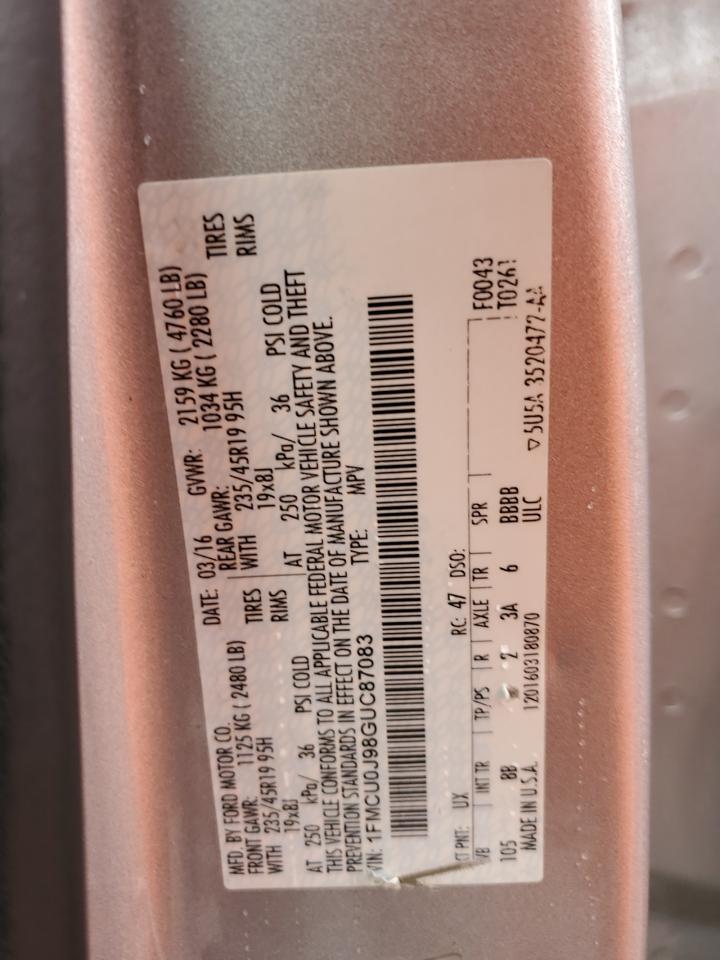 MFD. BY FORD MOTOR CO.
DATE: 03/16 GVWR: 2159 KG ( 4760 LB)
FRONT GAWR: 1125 KG ( 2480 LB) REAR GAWR: 1034 KG ( 2280 LB)
WITH 235/45R19 95H TIRES WITH 235/45R19 95H TIRES
19x8J RIMS 19x8J RIMS
AT 250 kPa/ 36 PSI COLD AT 250 kPa/ 36 PSI COLD
THIS VEHICLE CONFORMS TO ALL APPLICABLE FEDERAL MOTOR VEHICLE SAFETY AND THEFT
PREVENTION STANDARDS IN EFFECT ON THE DATE OF MANUFACTURE SHOWN ABOVE.
VIN: 1FMCU0J98GUC87083 TYPE: MPV
PNT: UX RC: 47 DSO:
WB INT TR TP/PS R AXLE TR SPR F0043
105 BB 2 3A 6 BBBB
MADE IN U.S.A. 1201603180870 ULC ▽5U5A 3520472-AA